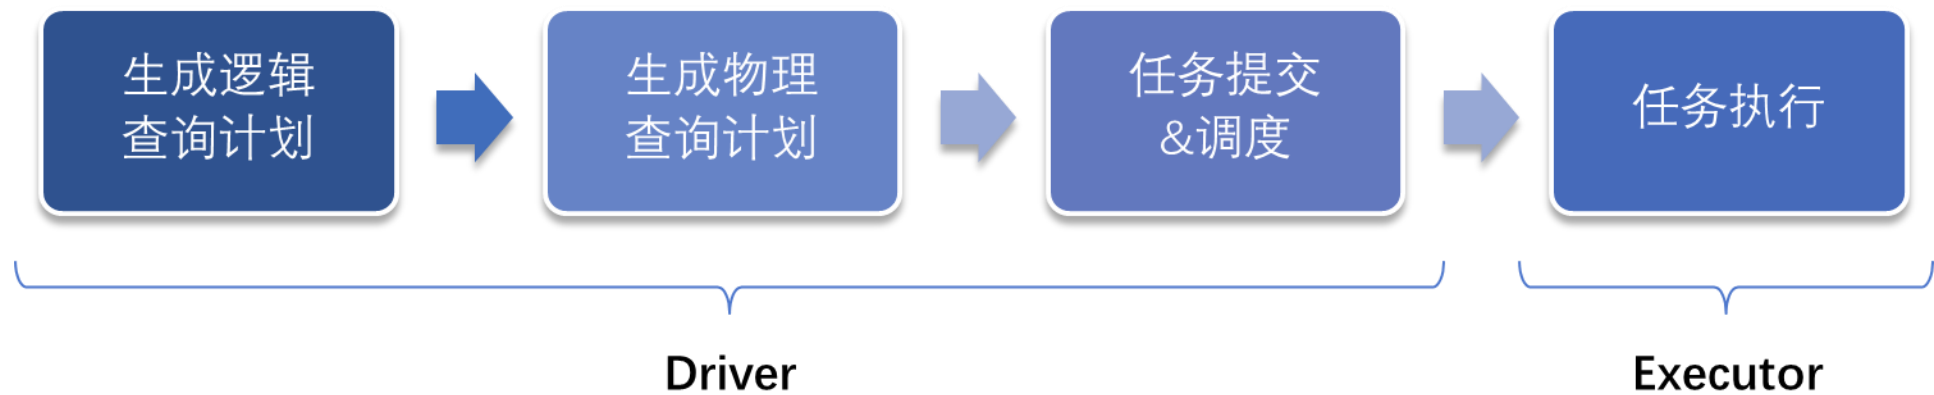 生成逻辑
查询计划
生成物理
查询计划
任务提交
&调度
任务执行
Driver
Executor